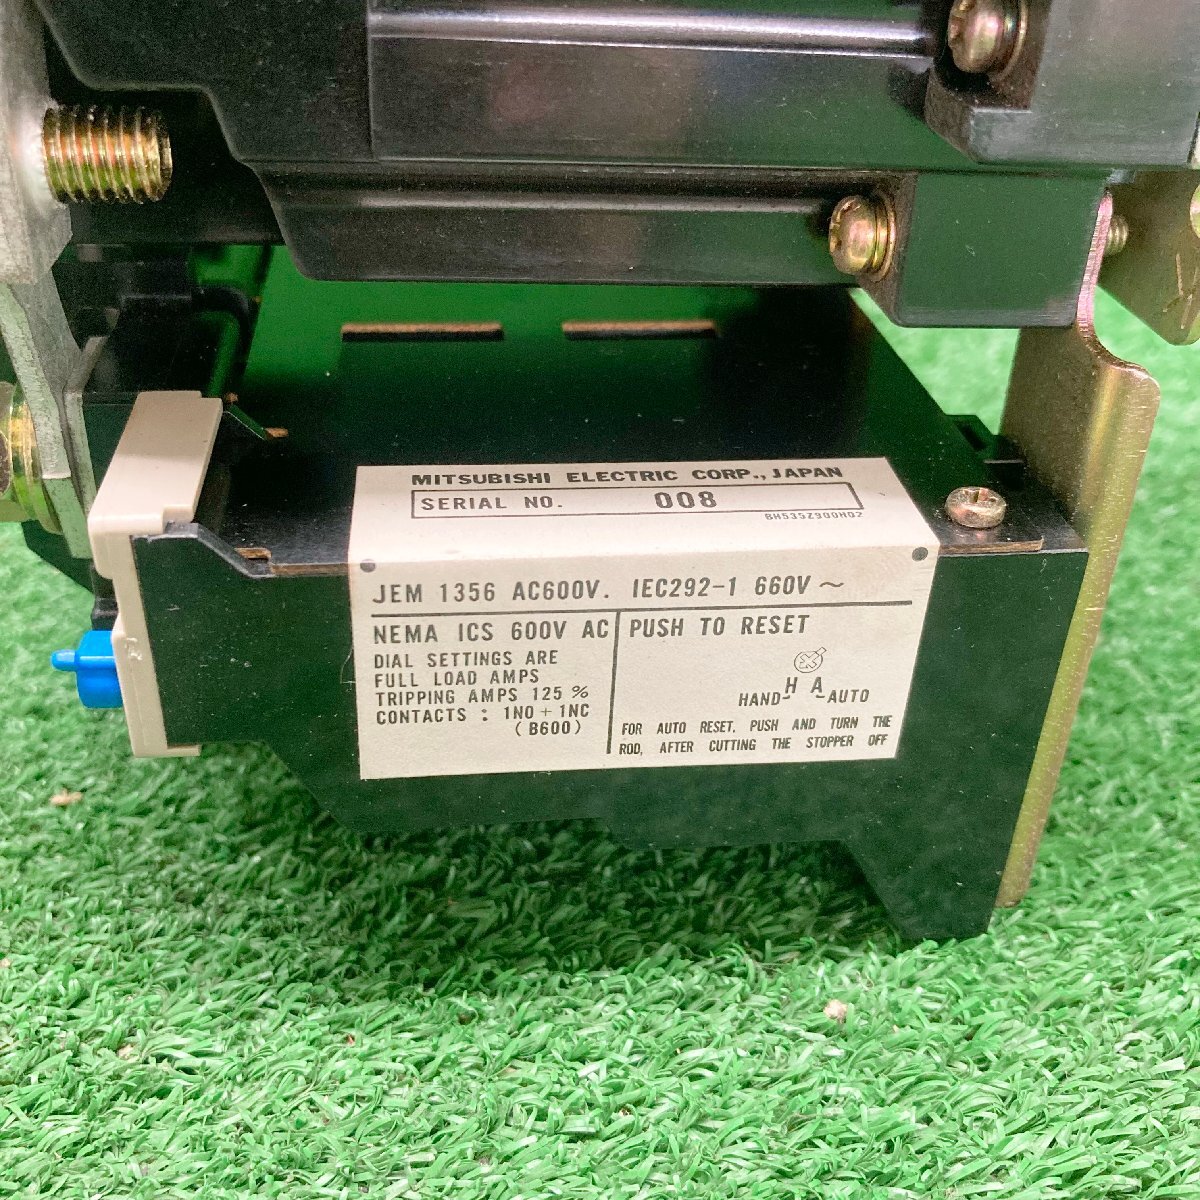 MITSUBISHI ELECTRIC CORP., JAPAN
SERIAL NO. 008
BH535Z900H02
JEM 1356 AC600V. IEC292-1 660V ~
NEMA ICS 600V AC
DIAL SETTINGS ARE
FULL LOAD AMPS
TRIPPING AMPS 125 %
CONTACTS : 1NO + 1NC
(B600)
PUSH TO RESET
H A
HAND AUTO
FOR AUTO RESET, PUSH AND TURN THE
ROD, AFTER CUTTING THE STOPPER OFF